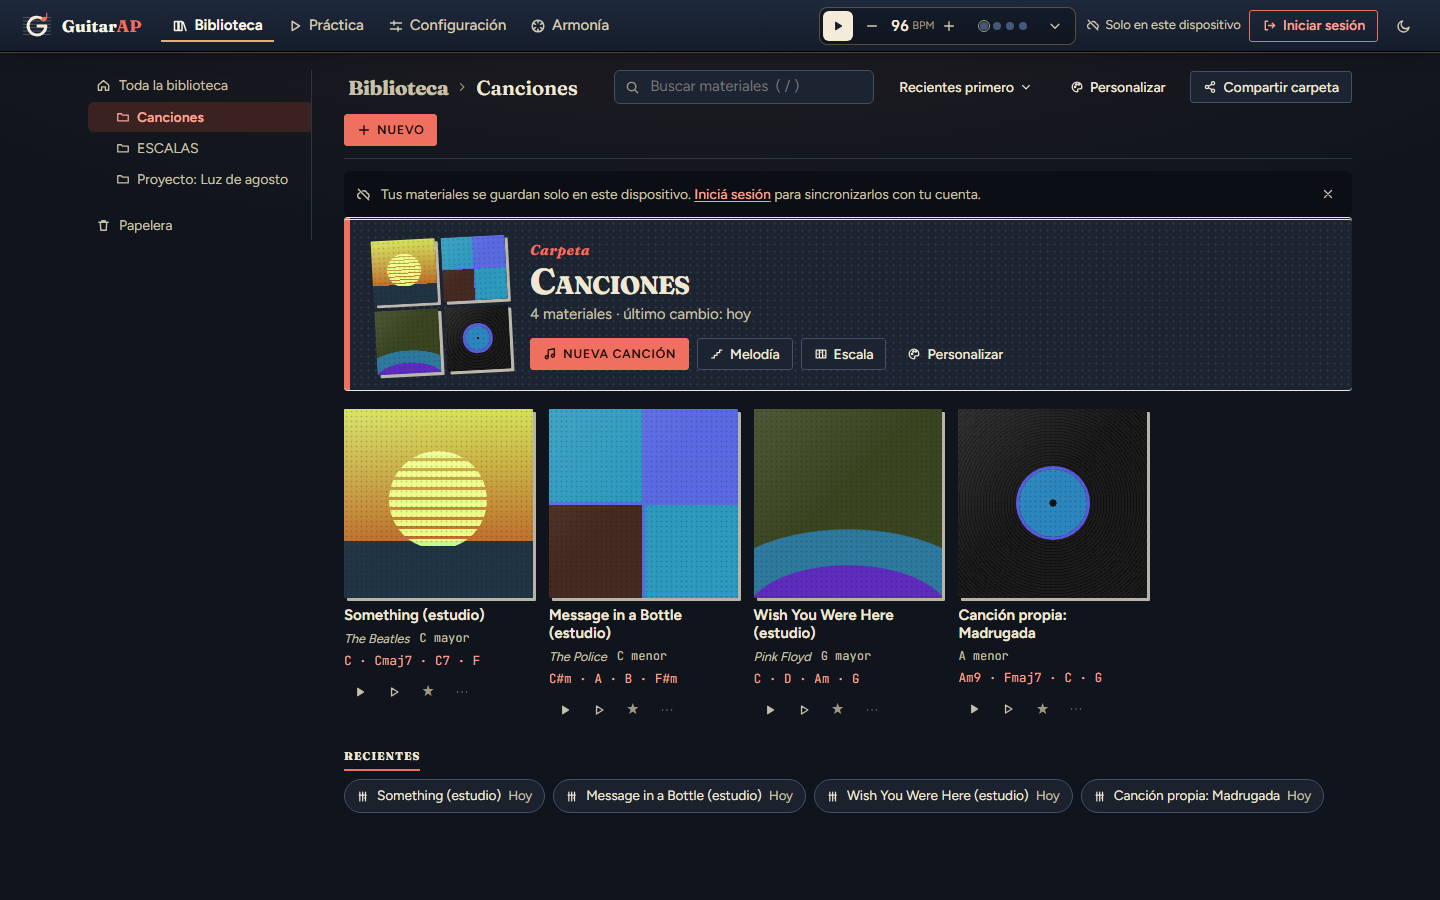 GuitarAP
Biblioteca
Práctica
Configuración
Armonía
96 BPM
Solo en este dispositivo
Iniciar sesión
Toda la biblioteca
Canciones
ESCALAS
Proyecto: Luz de agosto
Papelera
Biblioteca > Canciones
Buscar materiales ( / )
Recientes primero
Personalizar
Compartir carpeta
+ NUEVO
Tus materiales se guardan solo en este dispositivo. Iniciá sesión para sincronizarlos con tu cuenta.
Carpeta
CANCIONES
4 materiales · último cambio: hoy
NUEVA CANCIÓN
Melodía
Escala
Personalizar
Something (estudio)
The Beatles C mayor
C · Cmaj7 · C7 · F
Message in a Bottle
(estudio)
The Police C menor
C#m · A · B · F#m
Wish You Were Here
(estudio)
Pink Floyd G mayor
C · D · Am · G
Canción propia:
Madrugada
A menor
Am9 · Fmaj7 · C · G
RECIENTES
Something (estudio) Hoy
Message in a Bottle (estudio) Hoy
Wish You Were Here (estudio) Hoy
Canción propia: Madrugada Hoy